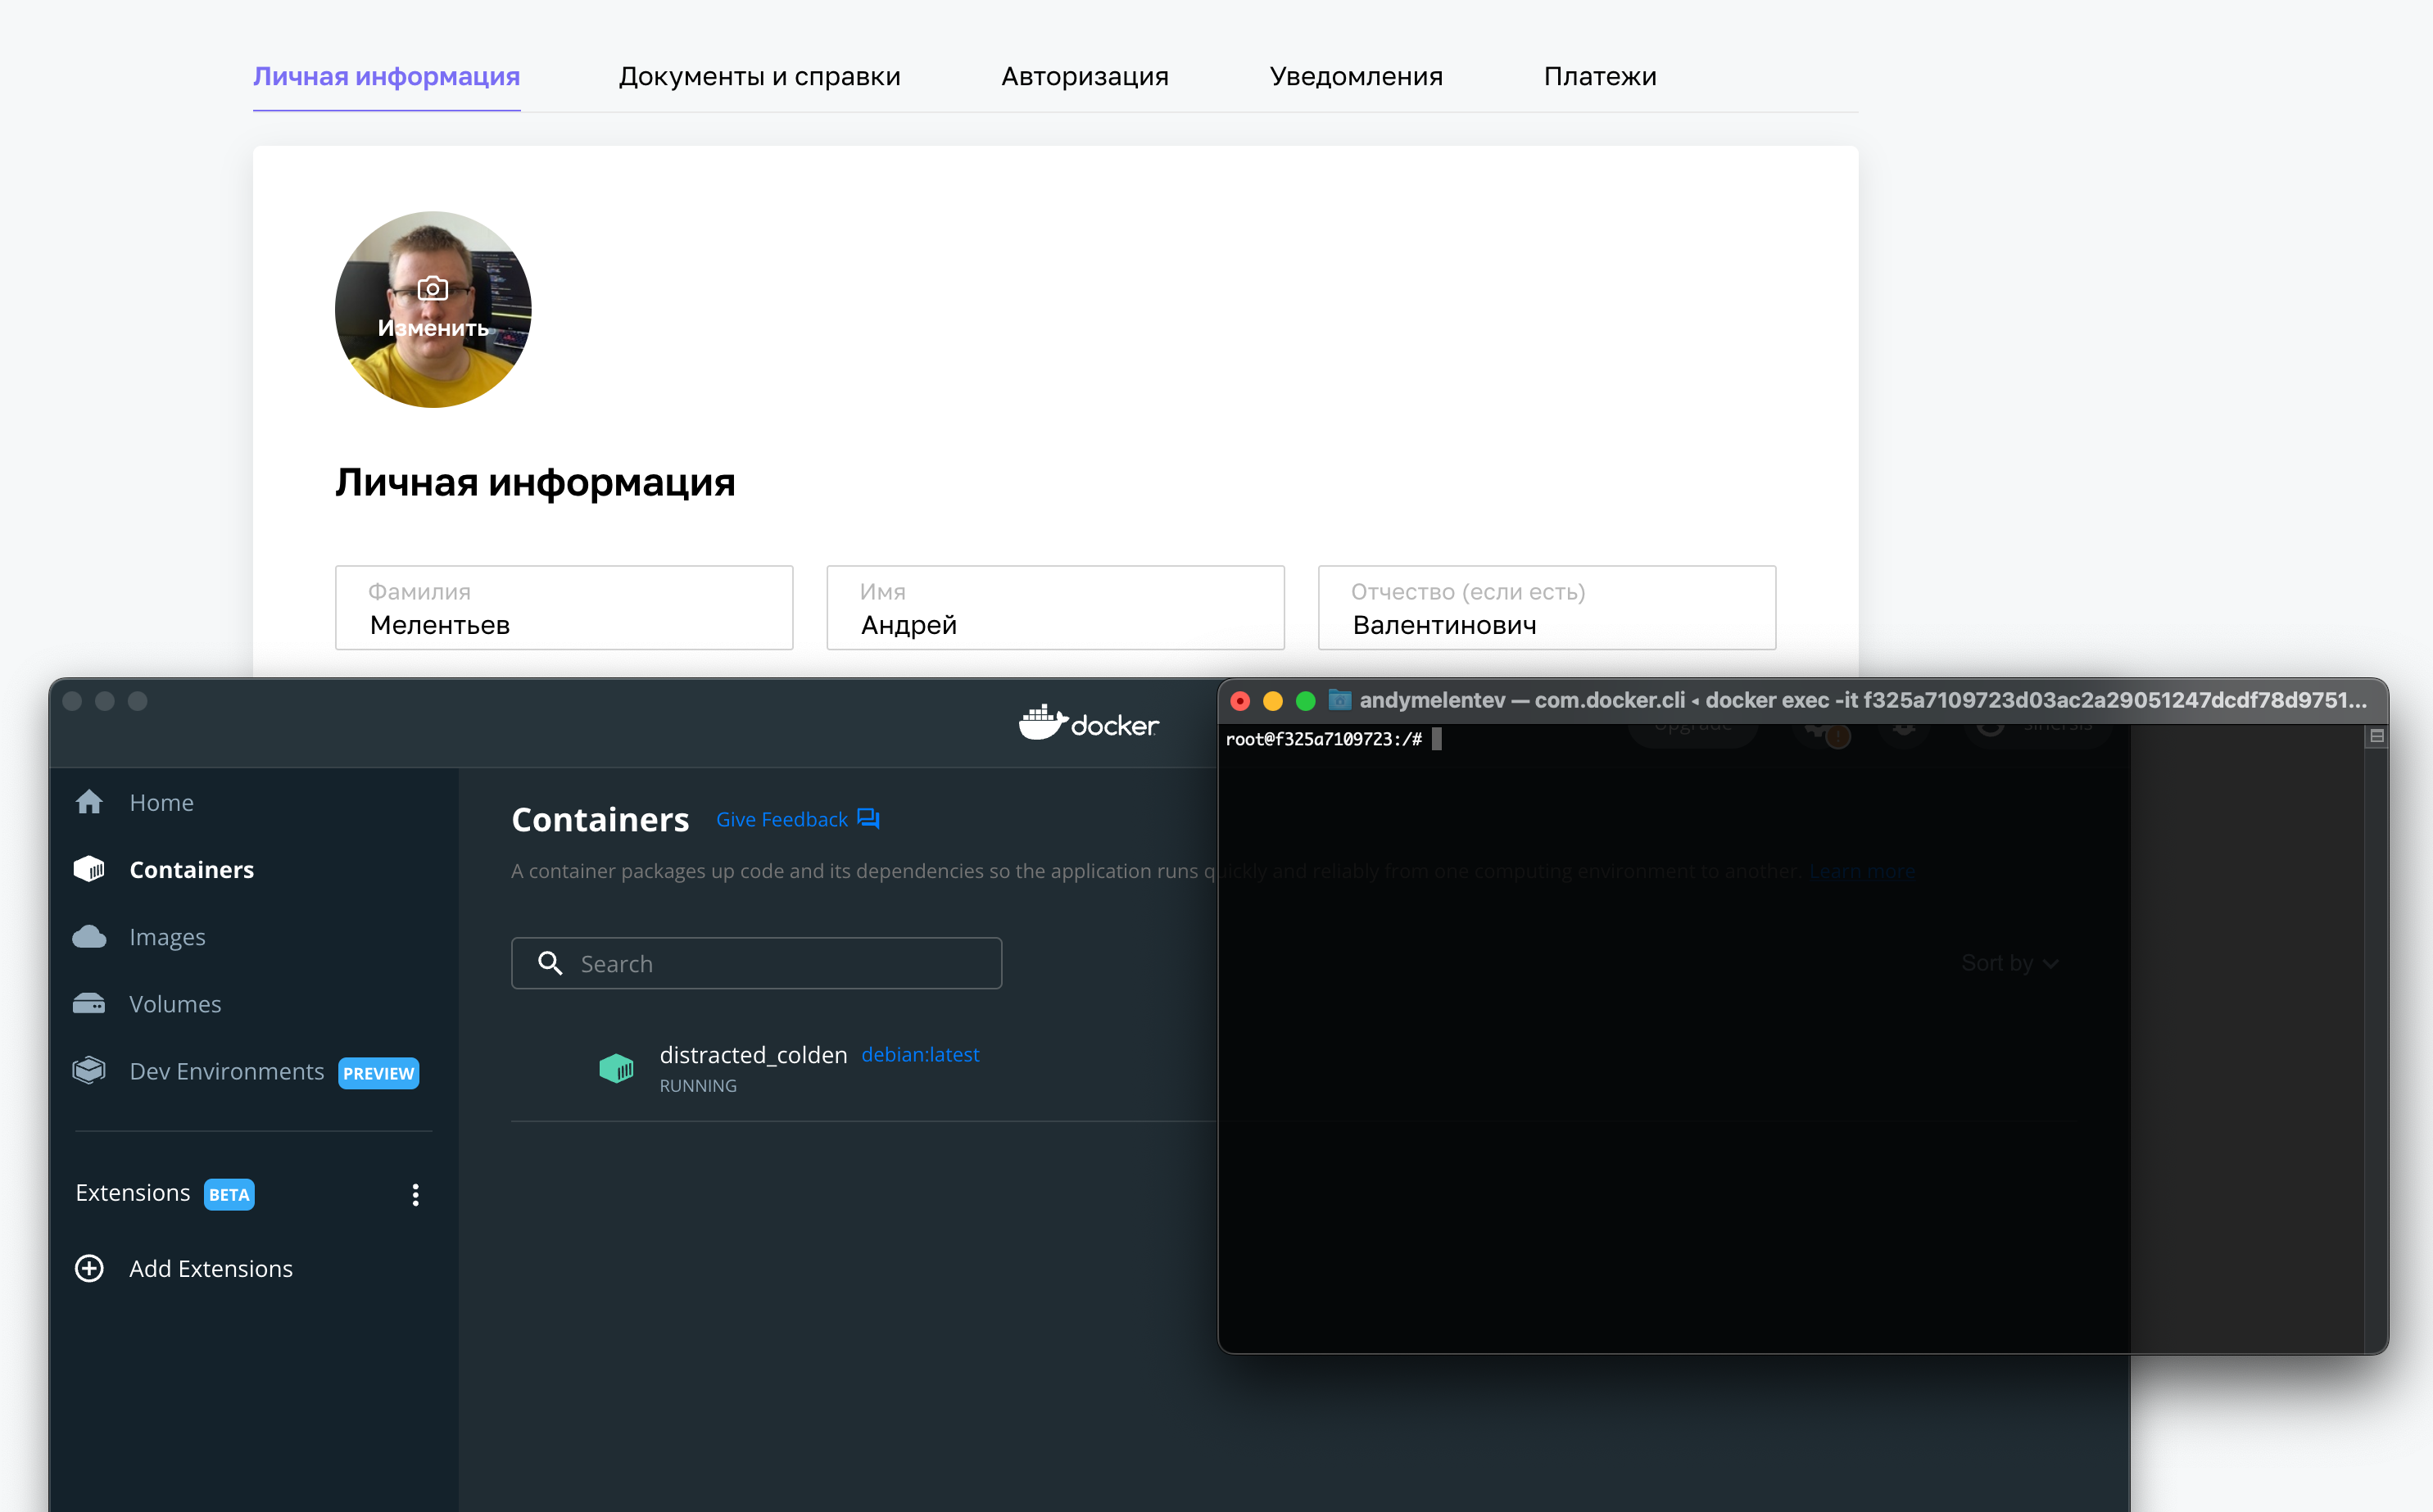 Личная информация Документы и справки Авторизация Уведомления Платежи
Изменить
Личная информация
Фамилия Имя Отчество (если есть)
Мелентьев Андрей Валентинович
andymelentev — com.docker.cli ◂ docker exec -it f325a7109723d03ac2a29051247dcdf78d9751...
docker
Upgrade sinersis
root@f325a7109723:/#
Home
Containers Give Feedback
Containers
A container packages up code and its dependencies so the application runs quickly and reliably from one computing environment to another. Learn more
Images
Search Sort by
Volumes
distracted_colden debian:latest
RUNNING
Dev Environments PREVIEW
Extensions BETA
Add Extensions